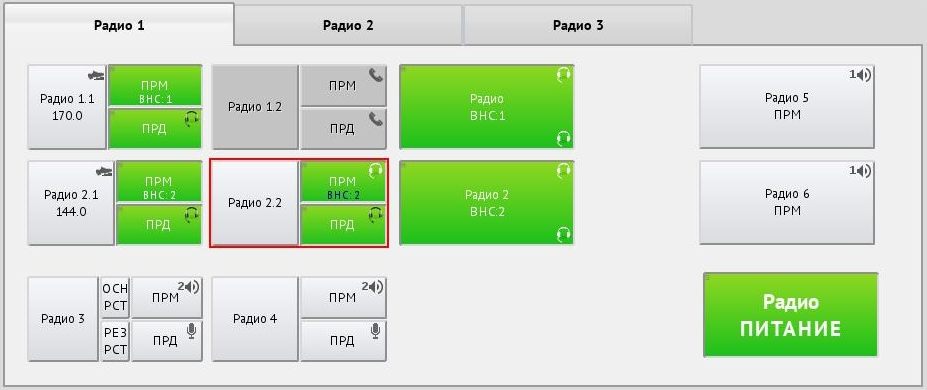 Радио 1
Радио 2
Радио 3
Радио 1.1
170.0
ПРМ
ВНС:1
ПРД
Радио 1.2
ПРМ
ПРД
Радио
ВНС:1
1
Радио 5
ПРМ
Радио 2.1
144.0
ПРМ
ВНС:2
ПРД
Радио 2.2
ПРМ
ВНС:2
ПРД
Радио 2
ВНС:2
1
Радио 6
ПРМ
Радио 3
ОСН
РСТ
РЕЗ
РСТ
2
ПРМ
ПРД
Радио 4
2
ПРМ
ПРД
Радио
ПИТАНИЕ